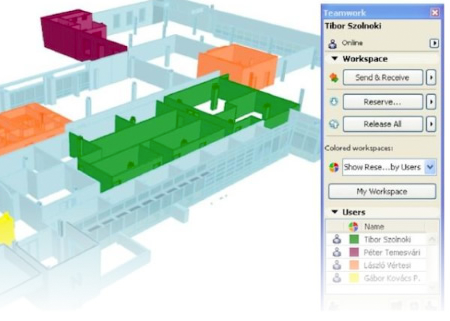 Teamwork
Tibor Szolnoki
Online
Workspace
Send & Receive
Reserve...
Release All
Colored workspaces:
Show Rese...by Users
My Workspace
Users
Name
Tibor Szolnoki
Péter Temesvári
László Vértesi
Gábor Kovács P.